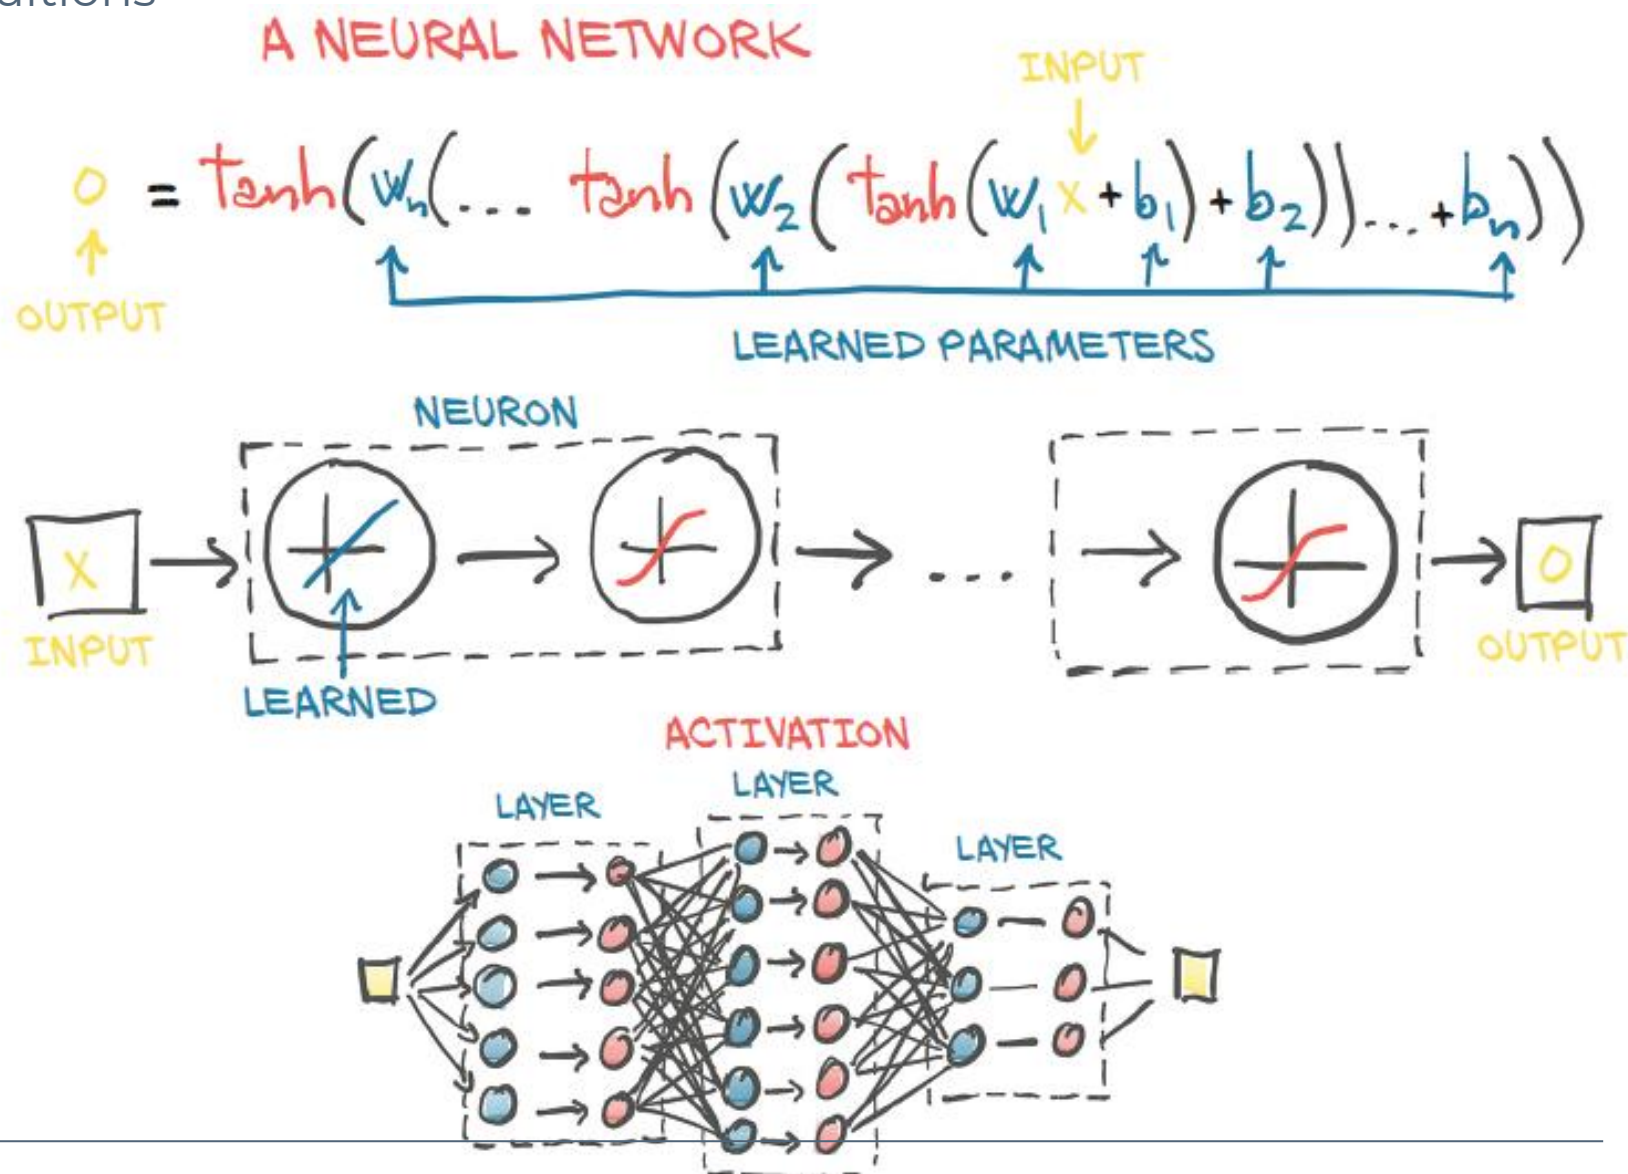 A NEURAL NETWORK
INPUT
O = tanh(wn(... tanh(w2(tanh(w1 x + b1) + b2))... + bn))
OUTPUT
LEARNED PARAMETERS
NEURON
X
O
INPUT
OUTPUT
LEARNED
ACTIVATION
LAYER
LAYER
LAYER